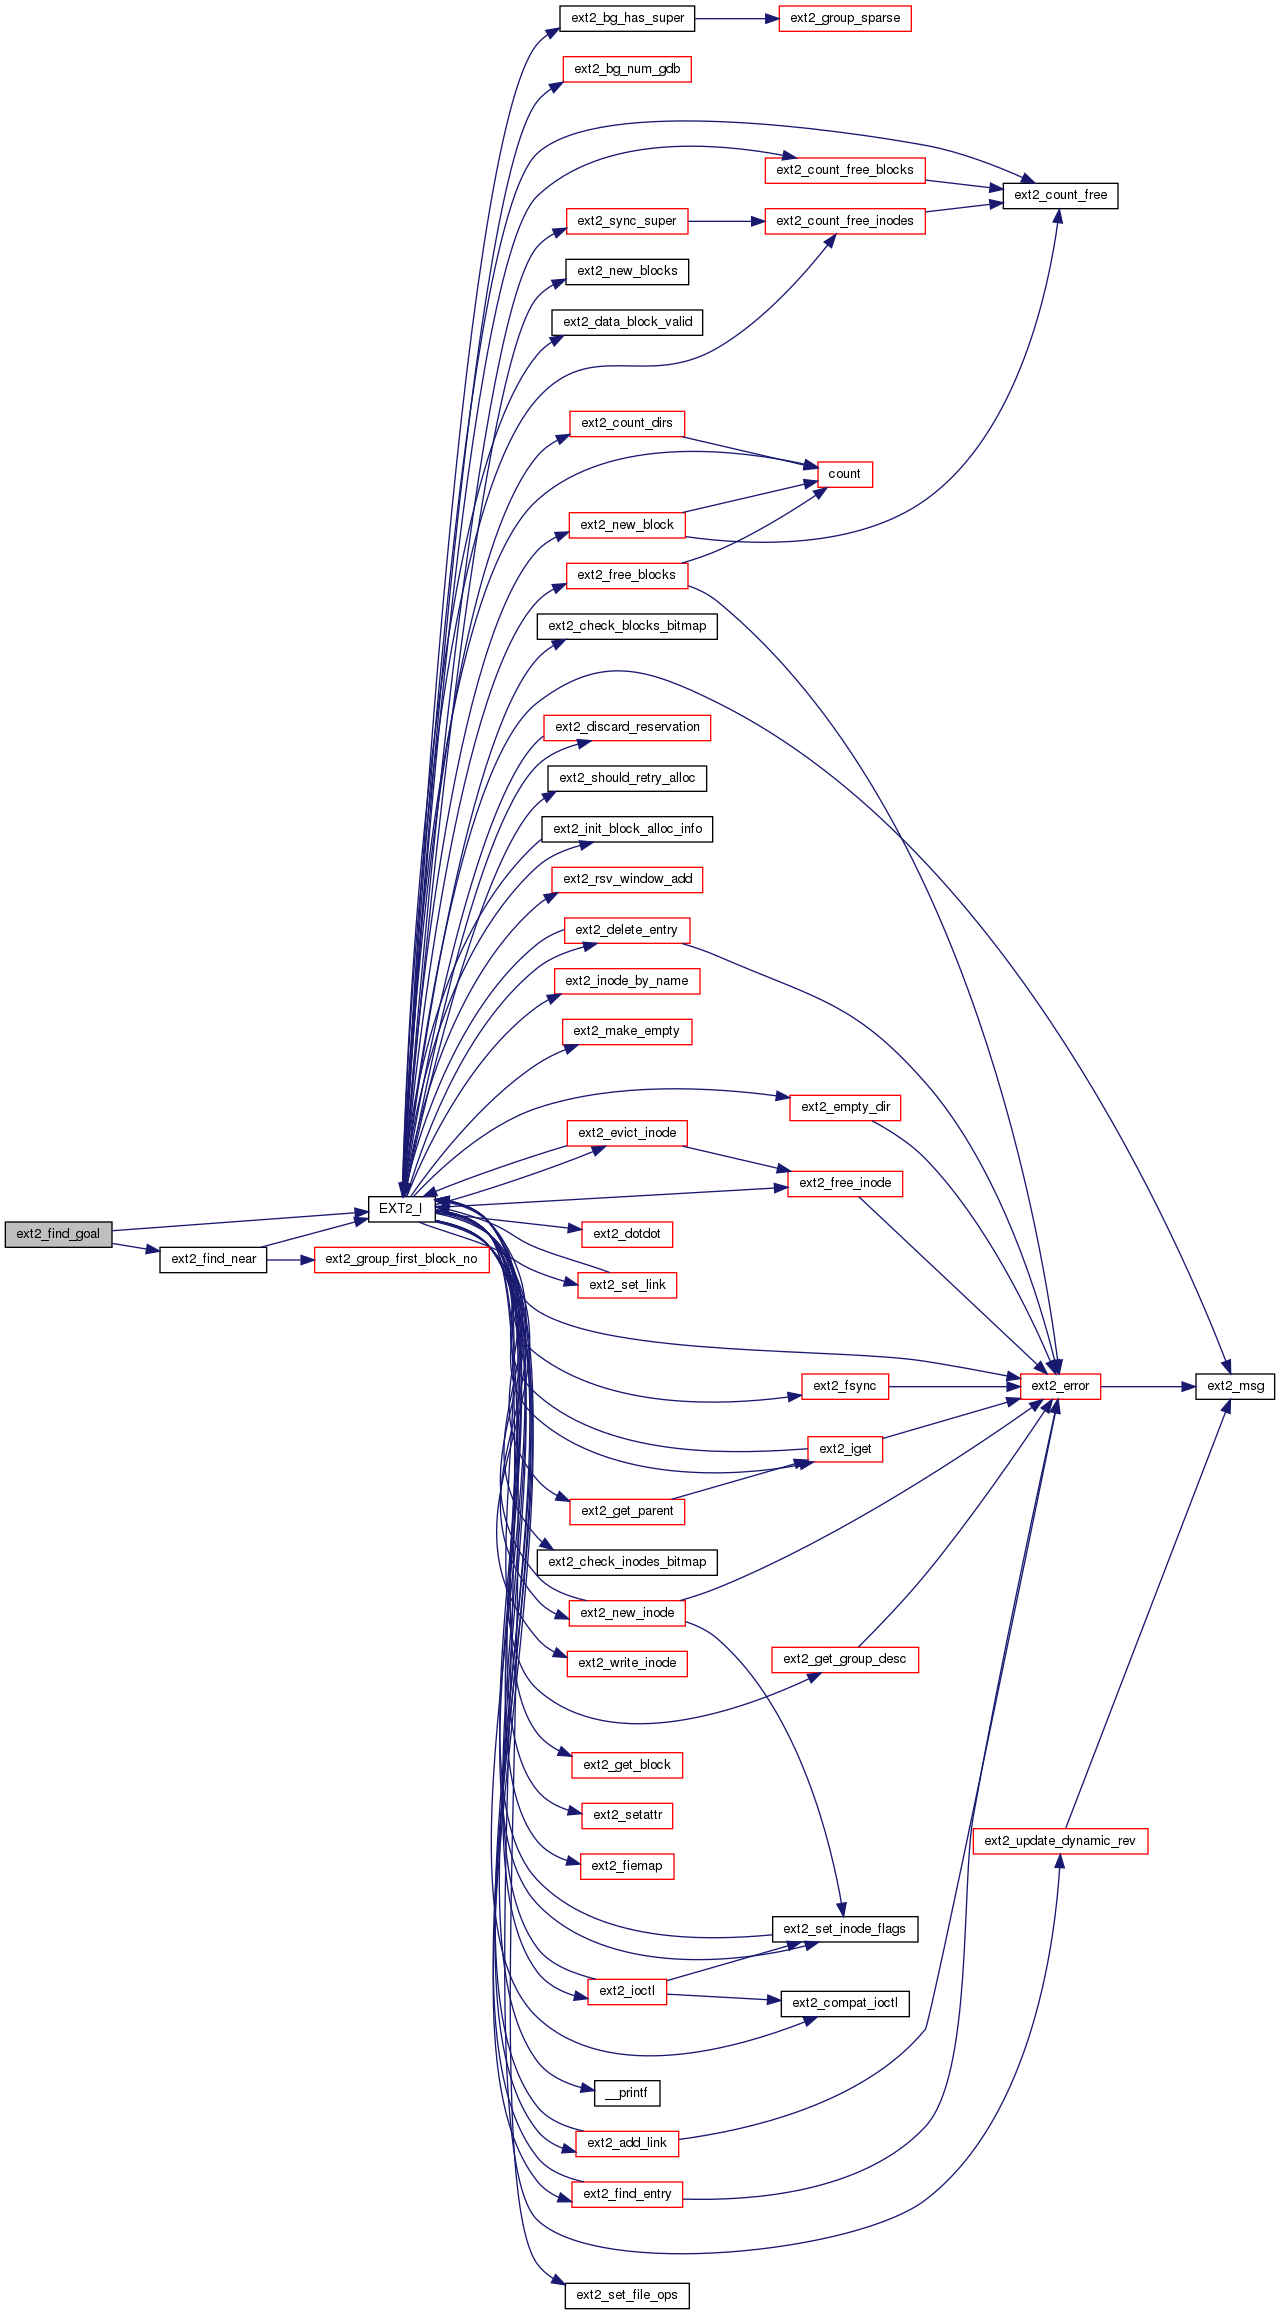 ext2_bg_has_super
ext2_group_sparse
ext2_bg_num_gdb
ext2_count_free_blocks
ext2_count_free
ext2_sync_super
ext2_count_free_inodes
ext2_new_blocks
ext2_data_block_valid
ext2_count_dirs
count
ext2_new_block
ext2_free_blocks
ext2_check_blocks_bitmap
ext2_discard_reservation
ext2_should_retry_alloc
ext2_init_block_alloc_info
ext2_rsv_window_add
ext2_delete_entry
ext2_inode_by_name
ext2_make_empty
ext2_empty_dir
ext2_evict_inode
ext2_free_inode
EXT2_I
ext2_find_goal
ext2_dotdot
ext2_find_near
ext2_group_first_block_no
ext2_set_link
ext2_fsync
ext2_error
ext2_msg
ext2_iget
ext2_get_parent
ext2_check_inodes_bitmap
ext2_new_inode
ext2_write_inode
ext2_get_group_desc
ext2_get_block
ext2_setattr
ext2_update_dynamic_rev
ext2_fiemap
ext2_set_inode_flags
ext2_ioctl
ext2_compat_ioctl
__printf
ext2_add_link
ext2_find_entry
ext2_set_file_ops